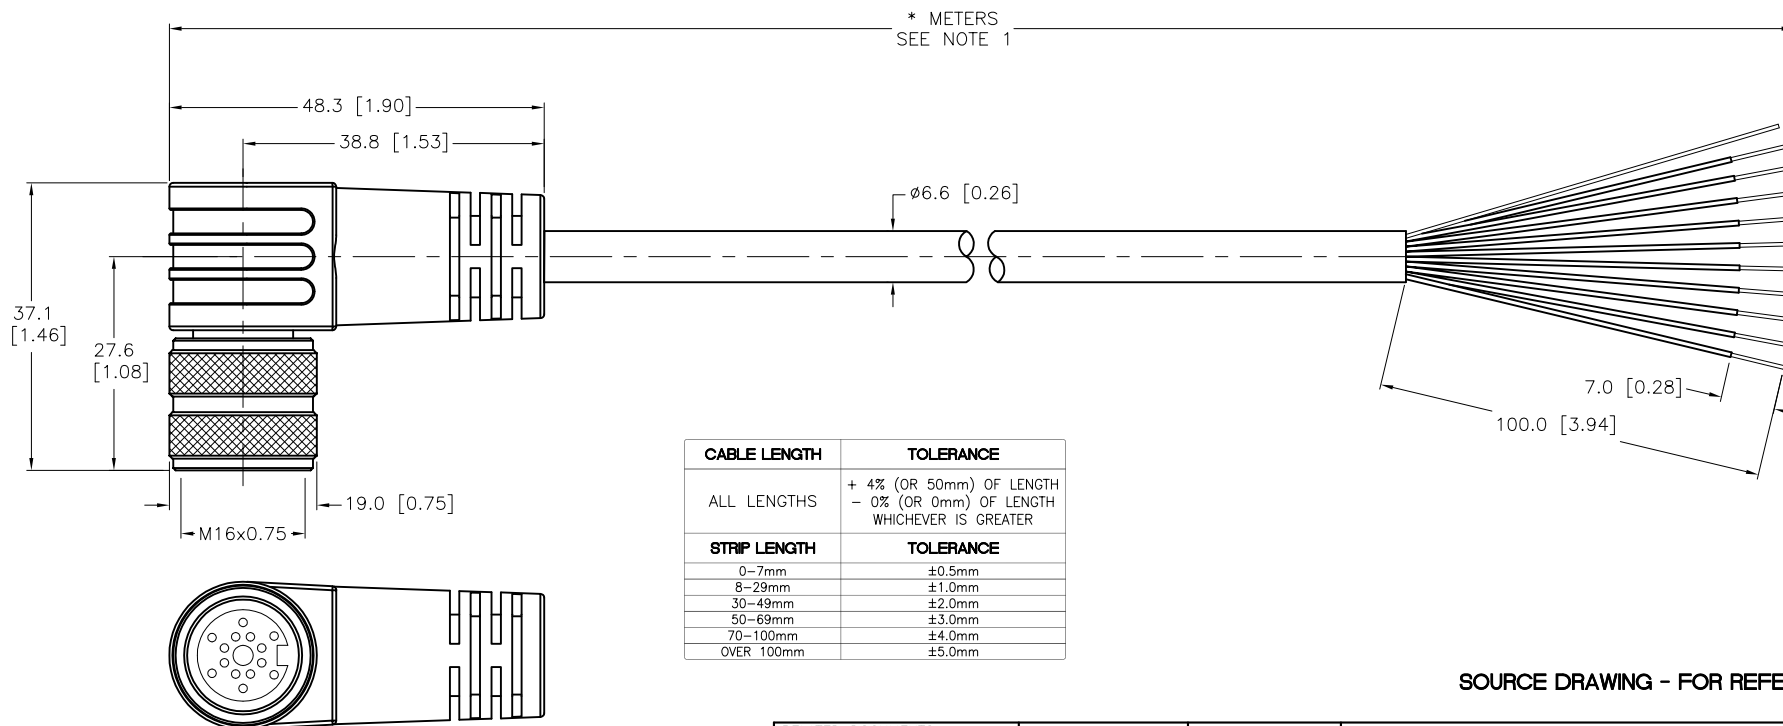 * METERS
SEE NOTE 1
48.3 [1.90]
38.8 [1.53]
ø6.6 [0.26]
37.1
[1.46]
27.6
[1.08]
7.0 [0.28]
100.0 [3.94]
19.0 [0.75]
M16x0.75
CABLE LENGTH TOLERANCE
ALL LENGTHS + 4% (OR 50mm) OF LENGTH
- 0% (OR 0mm) OF LENGTH
WHICHEVER IS GREATER
STRIP LENGTH TOLERANCE
0-7mm ±0.5mm
8-29mm ±1.0mm
30-49mm ±2.0mm
50-69mm ±3.0mm
70-100mm ±4.0mm
OVER 100mm ±5.0mm
SOURCE DRAWING - FOR REFE